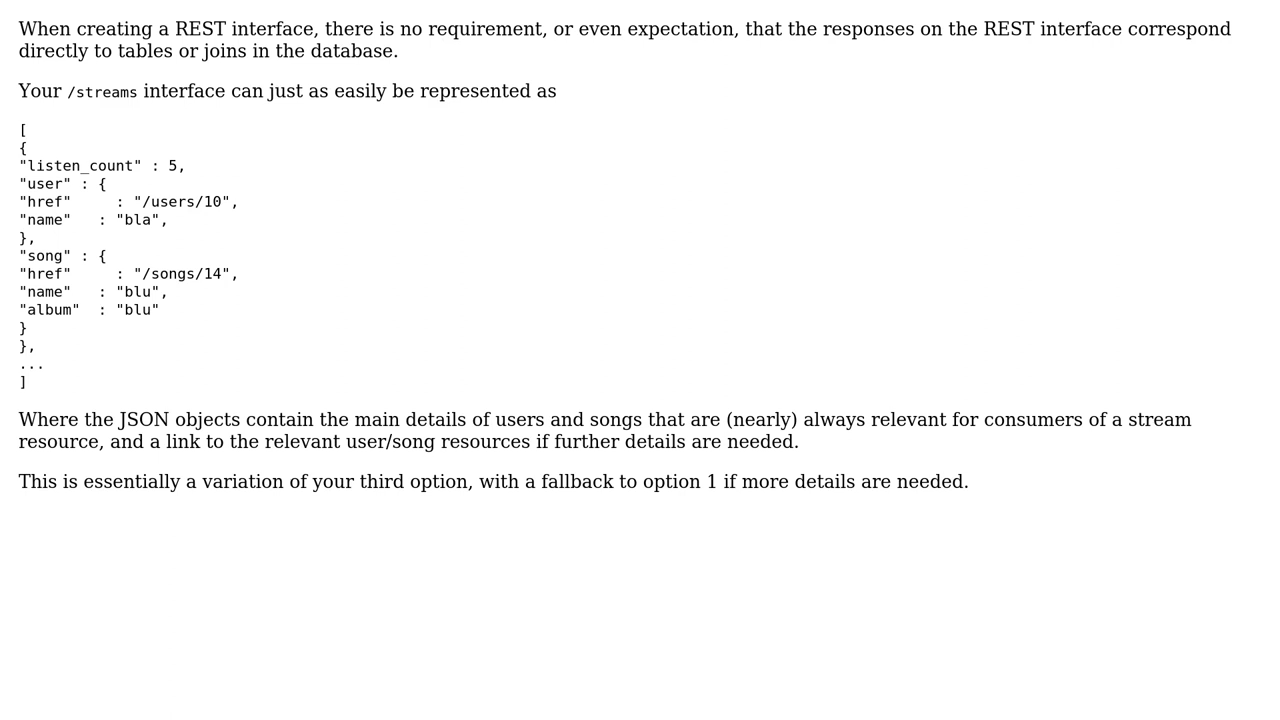 When creating a REST interface, there is no requirement, or even expectation, that the responses on the REST interface correspond
directly to tables or joins in the database.
Your /streams interface can just as easily be represented as
[
{
"listen_count" : 5,
"user" : {
"href"     : "/users/10",
"name"   : "bla",
},
"song" : {
"href"     : "/songs/14",
"name"   : "blu",
"album"  : "blu"
}
},
...
]
Where the JSON objects contain the main details of users and songs that are (nearly) always relevant for consumers of a stream
resource, and a link to the relevant user/song resources if further details are needed.
This is essentially a variation of your third option, with a fallback to option 1 if more details are needed.